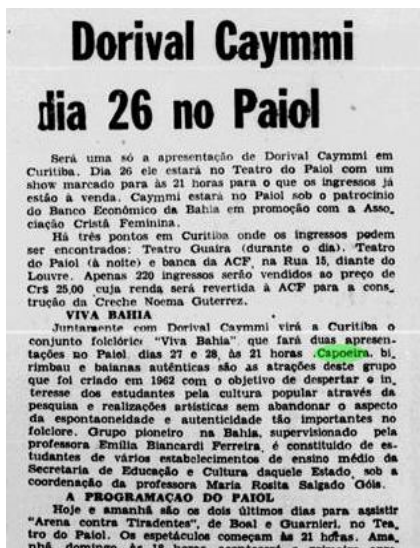 Dorival Caymmi
dia 26 no Paiol
Será uma só a apresentação de Dorival Caymmi em
Curitiba. Dia 26 ele estará no Teatro do Paiol com um
show marcado para às 21 horas para o que os ingressos já
estão à venda. Caymmi estará no Paiol sob o patrocínio
do Banco Econômico da Bahia em promoção com a Asso_
ciação Cristã Feminina.
Há três pontos em Curitiba onde os ingressos podem
ser encontrados: Teatro Guaíra (durante o dia). Teatro
do Paiol (à noite) e banca da ACF, na Rua 15, diante do
Louvre. Apenas 220 ingressos serão vendidos ao preço de
Cr$ 25,00 cuja renda será revertida à ACF para a cons_
trução da Creche Noema Guterrez.
VIVA BAHIA
Juntamente com Dorival Caymmi virá a Curitiba o
conjunto folclóric "Viva Bahia", que fará duas apresen-
tações no Paiol, dias 27 e 28, às 21 horas .Capoeira, bi_
rimbau e baianas autênticas são as atrações deste grupo
que foi criado em 1962 com o objetivo de despertar o in_
teresse dos estudantes pela cultura popular através da
pesquisa e realizações artísticas sem abandonar o aspecto
da espontaoneidade e autenticidade tão importantes no
folclore. Grupo pioneiro na Bahia, supervisionado pela
professora Emília Biancardi Ferreira, é constituído de es-
tudantes de vários estabelecimentos de ensino médio da
Secretaria de Educação e Cultura daquele Estado, sob a
coordenação da professora Maria Rosita Salgado Góis.
A PROGRAMAÇÃO DO PAIOL
Hoje e amanhã são os dois últimos dias para assistir
"Arena contra Tiradentes", de Boal e Guarnieri, no Tea_
tro do Paiol. Os espetáculos começam às 21 horas. Ama_